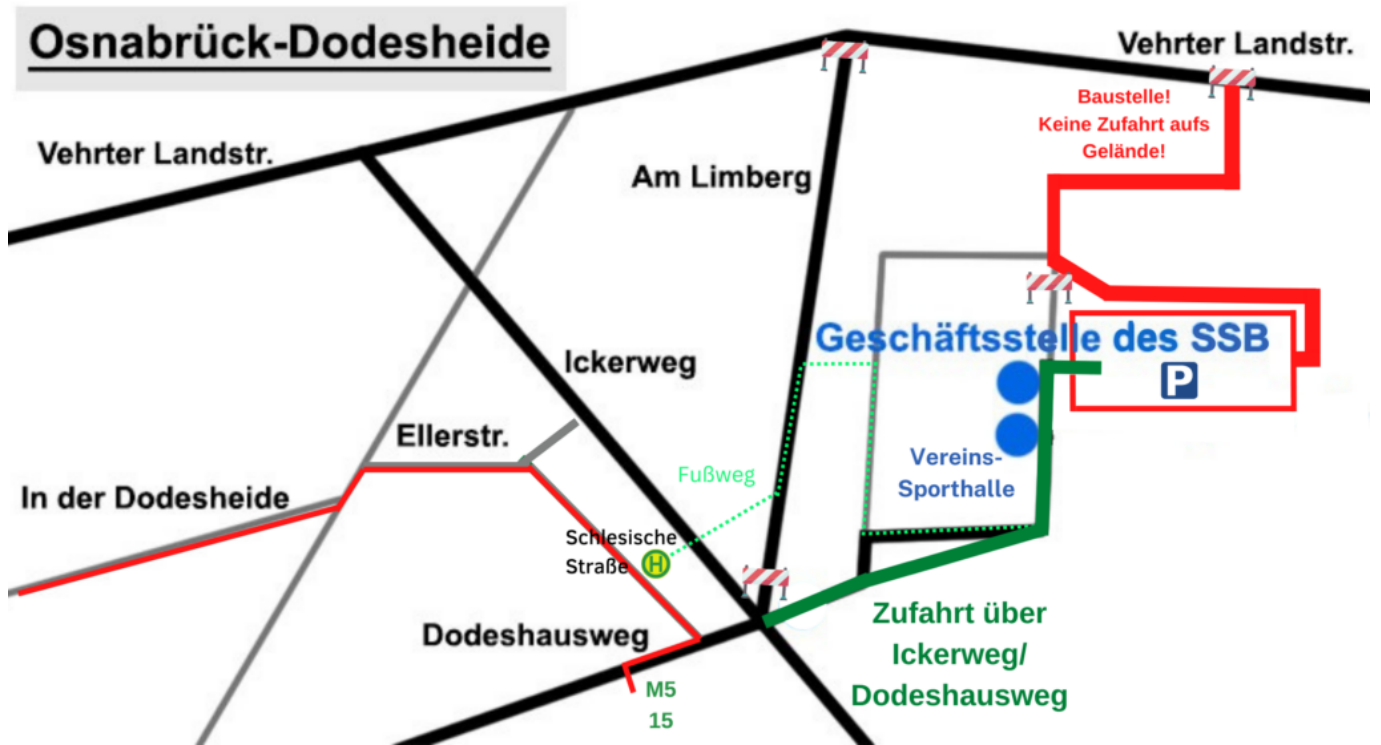 Osnabrück-Dodesheide
Vehrter Landstr.
Baustelle!
Keine Zufahrt aufs
Gelände!
Vehrter Landstr.
Am Limberg
Geschäftsstelle des SSB
P
Ickerweg
Ellerstr.
Vereins-
Sporthalle
Fußweg
In der Dodesheide
Schlesische
Straße
H
Zufahrt über
Ickerweg/
Dodeshausweg
Dodeshausweg
M5
15